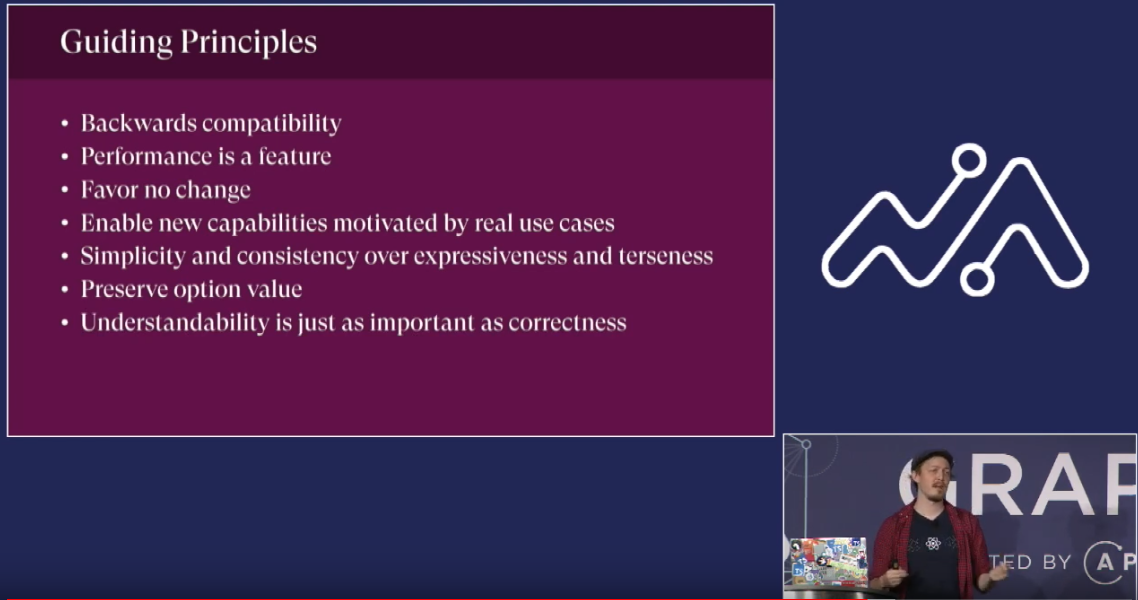 Guiding Principles
• Backwards compatibility
• Performance is a feature
• Favor no change
• Enable new capabilities motivated by real use cases
• Simplicity and consistency over expressiveness and terseness
• Preserve option value
• Understandability is just as important as correctness
GRAP
TED BY AP